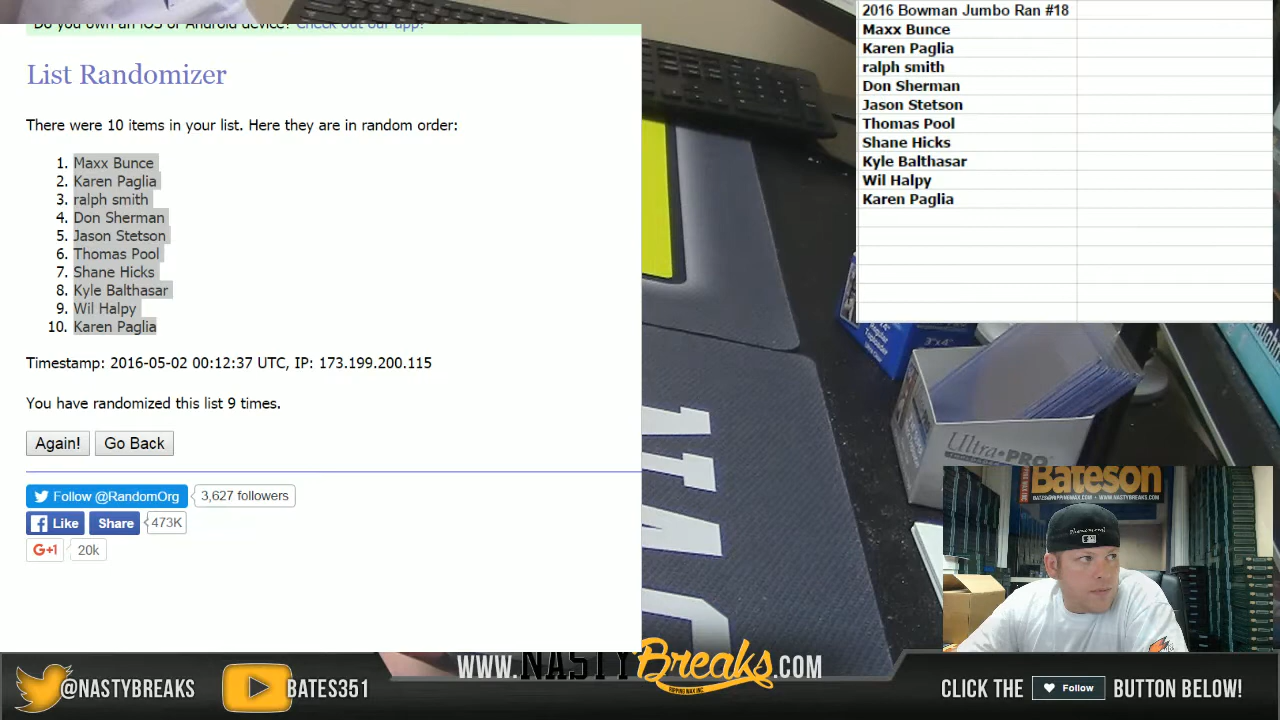 Do you own an iOS or Android device? Check out our app!
List Randomizer
There were 10 items in your list. Here they are in random order:
1. Maxx Bunce
2. Karen Paglia
3. ralph smith
4. Don Sherman
5. Jason Stetson
6. Thomas Pool
7. Shane Hicks
8. Kyle Balthasar
9. Wil Halpy
10. Karen Paglia
Timestamp: 2016-05-02 00:12:37 UTC, IP: 173.199.200.115
You have randomized this list 9 times.
Again! Go Back
Follow @RandomOrg 3,627 followers
Like Share 473K
G+1 20k
2016 Bowman Jumbo Ran #18
Maxx Bunce
Karen Paglia
ralph smith
Don Sherman
Jason Stetson
Thomas Pool
Shane Hicks
Kyle Balthasar
Wil Halpy
Karen Paglia
3"x4"
Ultra•PRO
Bateson
@NASTYBREAKS
BATES351
WWW.NASTYBreaks.COM
RIPPING WAX INC
CLICK THE Follow BUTTON BELOW!